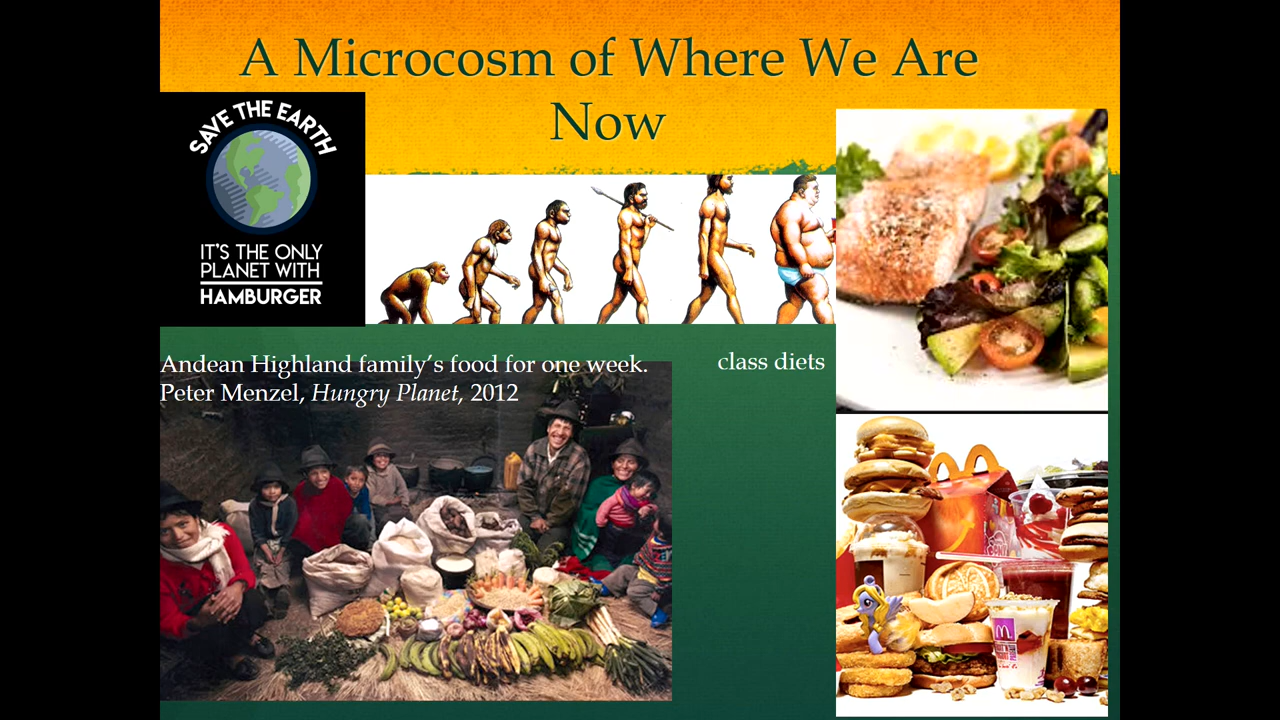 A Microcosm of Where We Are
Now
SAVE THE EARTH
IT'S THE ONLY
PLANET WITH
HAMBURGER
Andean Highland family's food for one week.
Peter Menzel, Hungry Planet, 2012
class diets